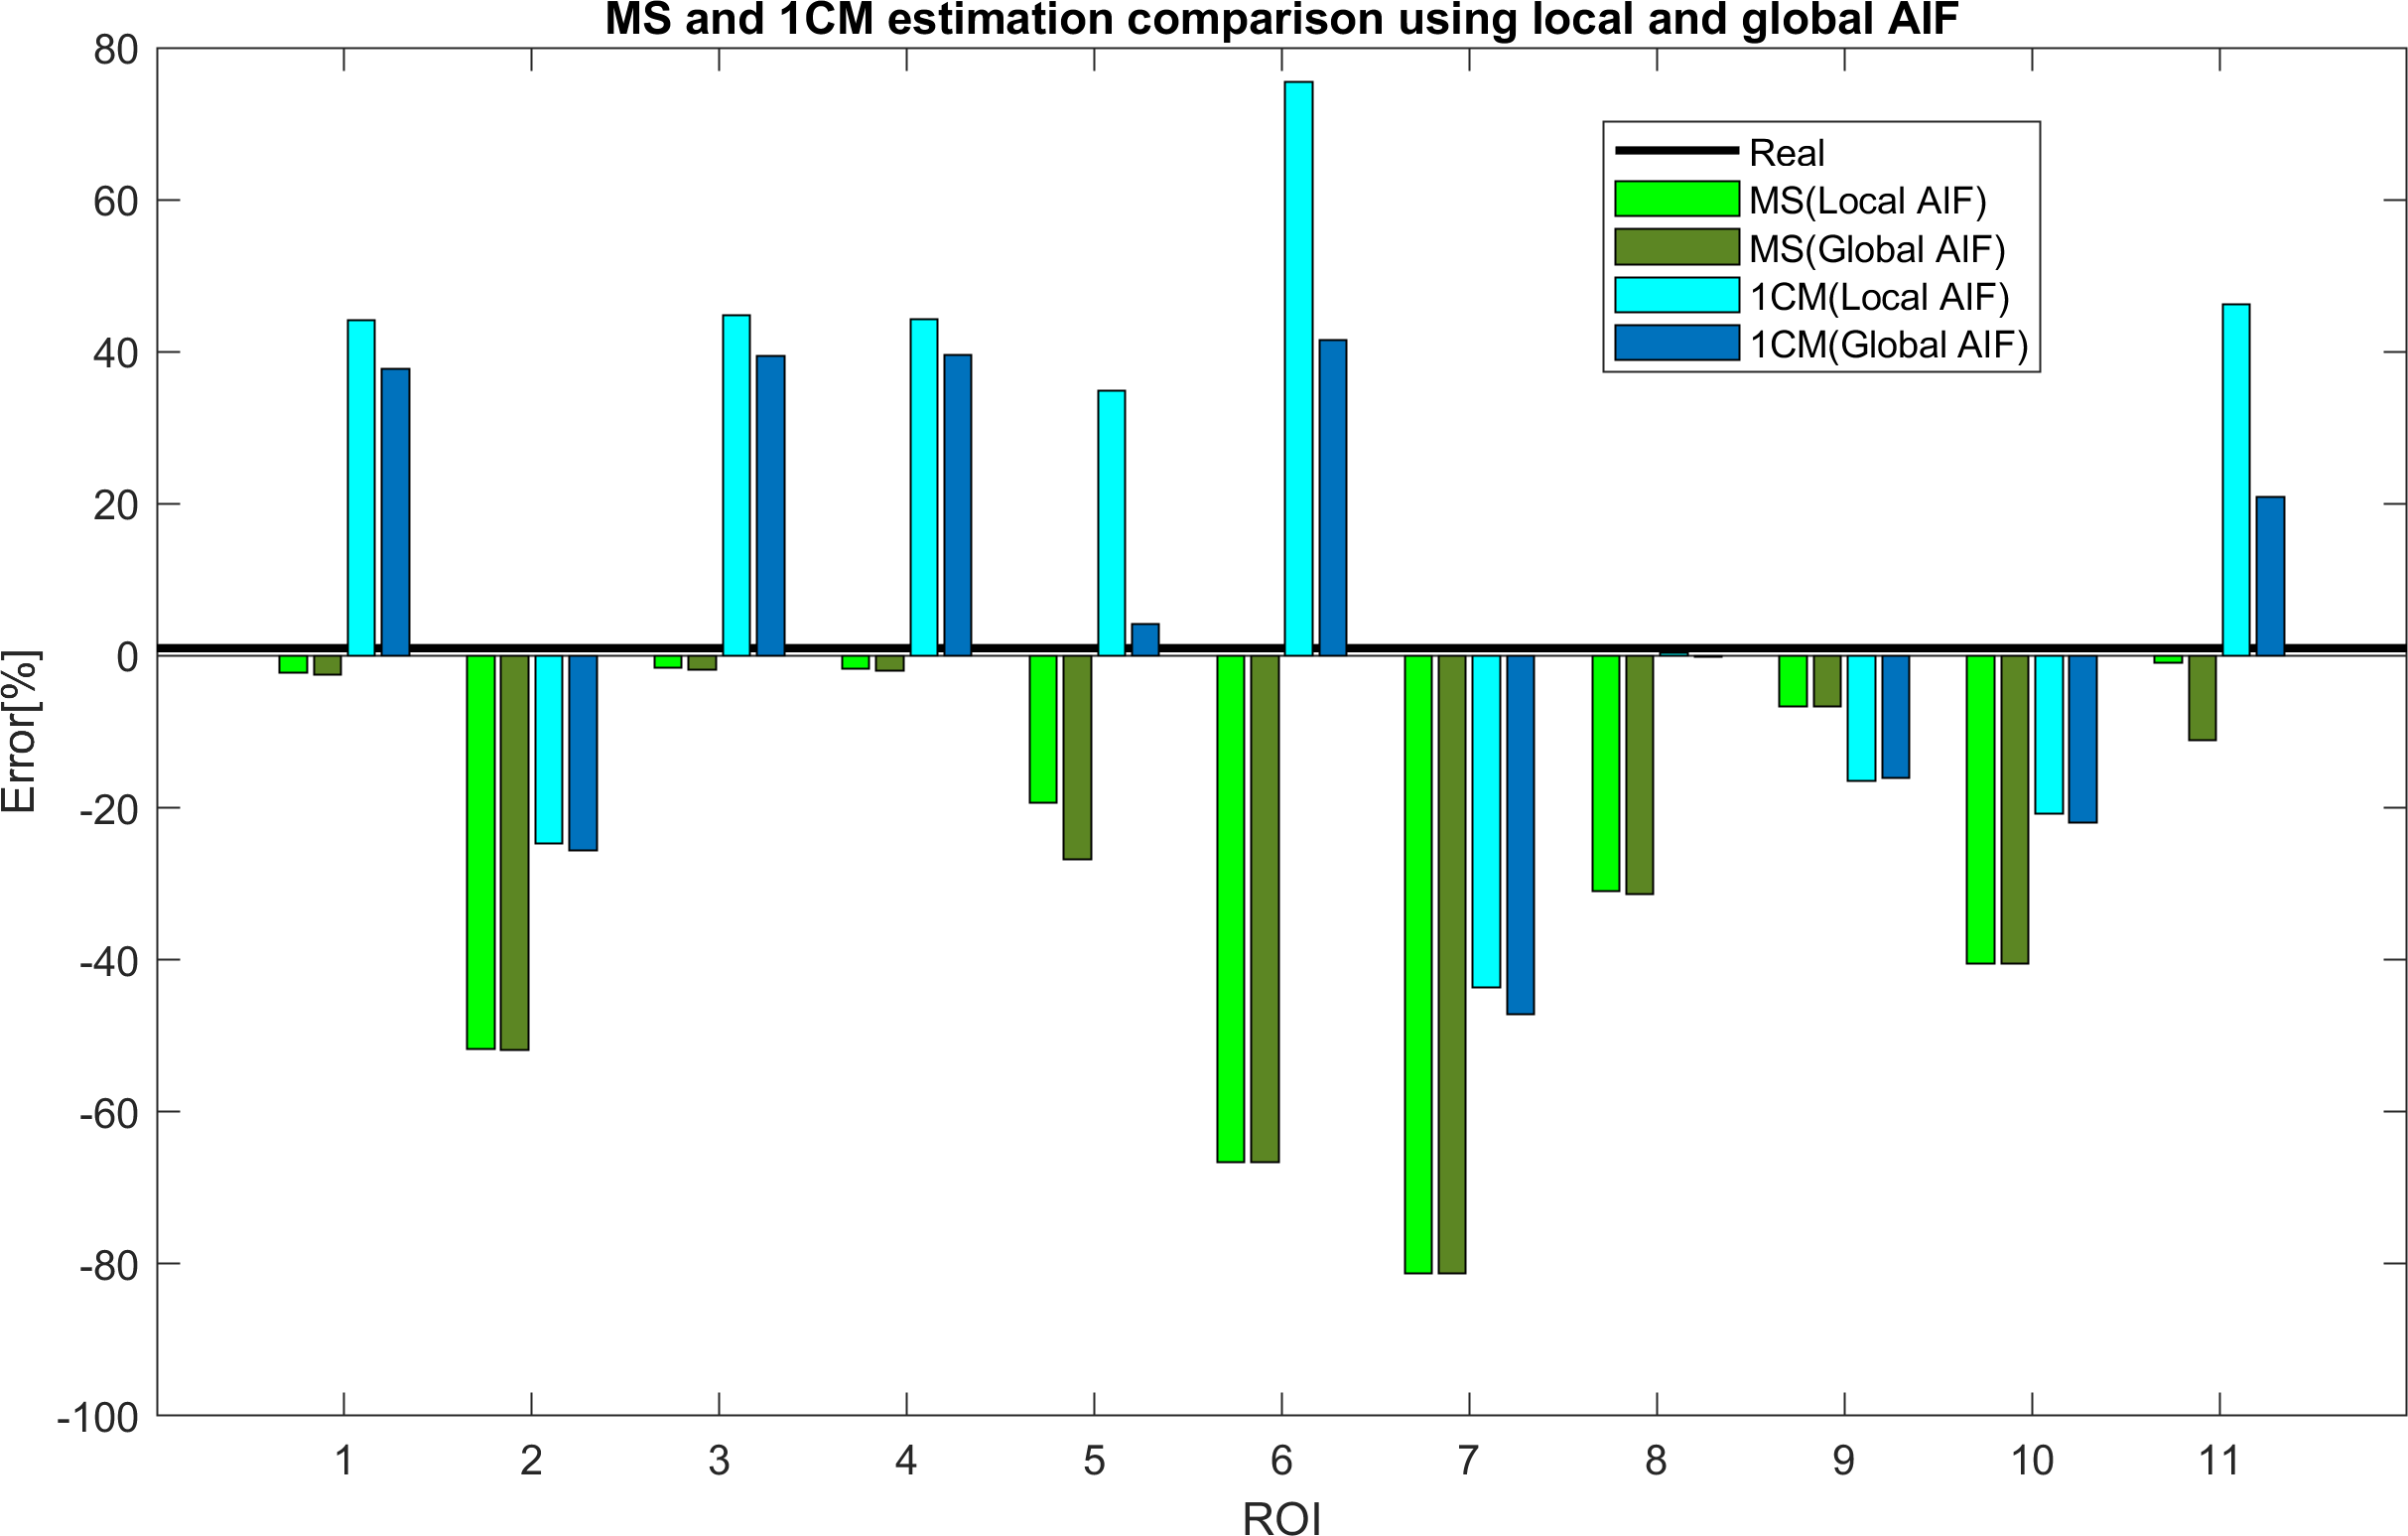 MS and 1CM estimation comparison using local and global AIF
80
60
40
20
0
-20
-40
-60
-80
-100
Error[%]
Real
MS(Local AIF)
MS(Global AIF)
1CM(Local AIF)
1CM(Global AIF)
1 2 3 4 5 6 7 8 9 10 11
ROI